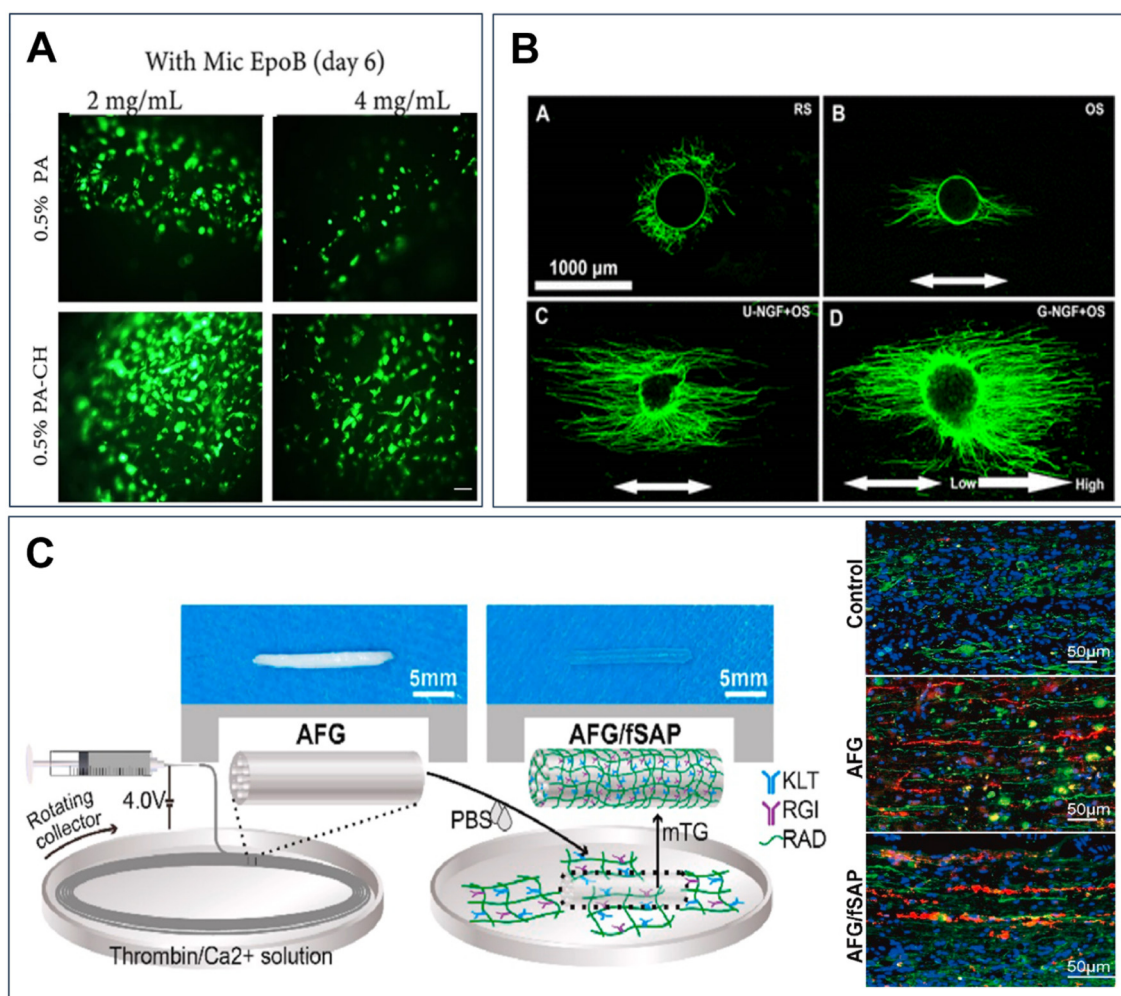 A
With Mic EpoB (day 6)
2 mg/mL
4 mg/mL
0.5% PA
0.5% PA-CH
B
A
RS
B
OS
1000 µm
C
U-NGF+OS
D
G-NGF+OS
Low
High
C
5mm
5mm
AFG
AFG/fSAP
4.0V
Rotating
collector
PBS
mTG
KLT
RGI
RAD
Thrombin/Ca2+ solution
Control
50µm
AFG
50µm
AFG/fSAP
50µm